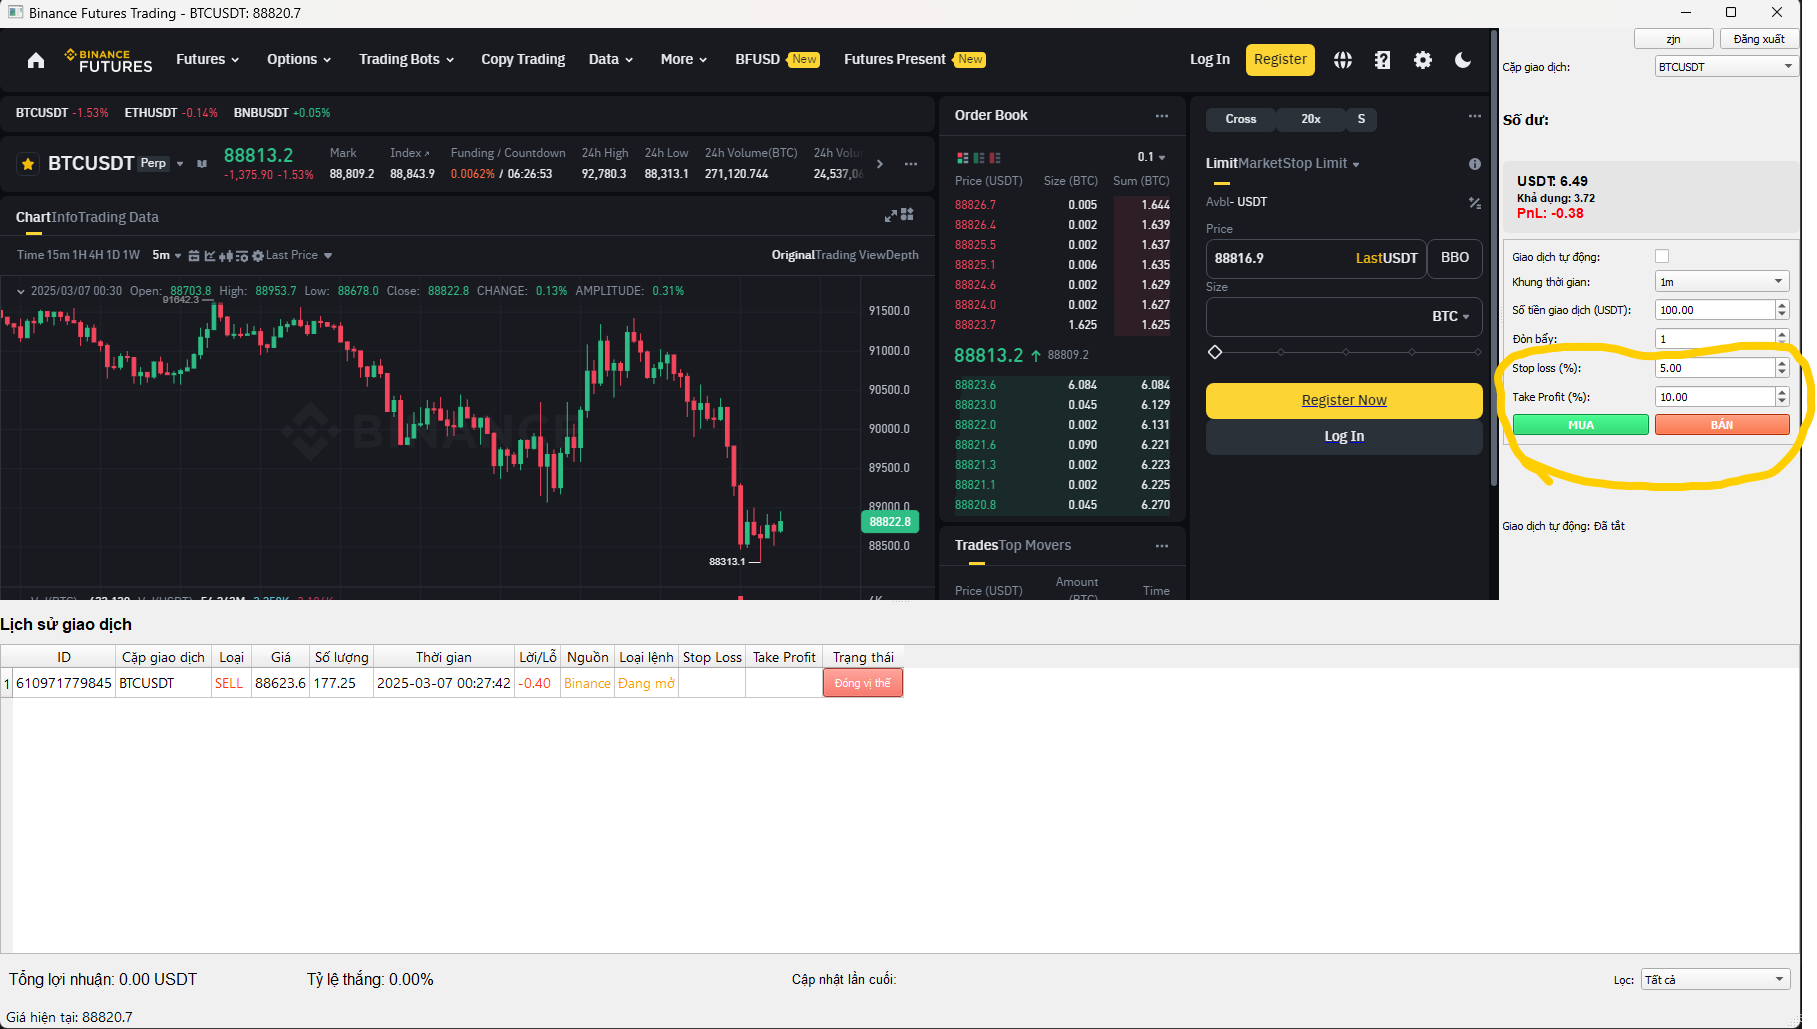 Binance Futures Trading - BTCUSDT: 88820.7
BINANCE FUTURES Futures Options Trading Bots Copy Trading Data More BFUSD New Futures Present New Log In Register
zjn Đăng xuất
Cặp giao dịch: BTCUSDT
BTCUSDT -1.53% ETHUSDT -0.14% BNBUSDT +0.05%
BTCUSDT Perp 88813.2 -1,375.90 -1.53%
Mark 88,809.2
Index 88,843.9
Funding / Countdown 0.0062% / 06:26:53
24h High 92,780.3
24h Low 88,313.1
24h Volume(BTC) 271,120.744
24h
Chart Info Trading Data
Time 15m 1H 4H 1D 1W 5m Last Price Original Trading View Depth
2025/03/07 00:30 Open: 88703.8 High: 88953.7 Low: 88678.0 Close: 88822.8 CHANGE: 0.13% AMPLITUDE: 0.31%
91642.3
91500.0
91000.0
90500.0
90000.0
89500.0
89000.0
88822.8
88500.0
88313.1
BINANCE
Order Book
0.1
Price (USDT) Size (BTC) Sum (BTC)
88826.7 0.005 1.644
88826.4 0.002 1.639
88825.5 0.002 1.637
88825.1 0.006 1.635
88824.6 0.002 1.629
88824.0 0.002 1.627
88823.7 1.625 1.625
88813.2 ↑ 88809.2
88823.6 6.084 6.084
88823.0 0.045 6.129
88822.0 0.002 6.131
88821.6 0.090 6.221
88821.3 0.002 6.223
88821.1 0.002 6.225
88820.8 0.045 6.270
Trades Top Movers
Price (USDT) Amount (BTC) Time
Cross 20x S
Limit Market Stop Limit
Avbl- USDT
Price
88816.9 Last USDT BBO
Size
BTC
Register Now
Log In
Số dư:
USDT: 6.49
Khả dụng: 3.72
PnL: -0.38
Giao dịch tự động:
Khung thời gian: 1m
Số tiền giao dịch (USDT): 100.00
Đòn bẩy: 1
Stop loss (%): 5.00
Take Profit (%): 10.00
MUA BÁN
Giao dịch tự động: Đã tắt
Lịch sử giao dịch
ID Cặp giao dịch Loại Giá Số lượng Thời gian Lời/Lỗ Nguồn Loại lệnh Stop Loss Take Profit Trạng thái
1 610971779845 BTCUSDT SELL 88623.6 177.25 2025-03-07 00:27:42 -0.40 Binance Đang mở Đóng vị thế
Tổng lợi nhuận: 0.00 USDT Tỷ lệ thắng: 0.00% Cập nhật lần cuối: Lọc: Tất cả
Giá hiện tại: 88820.7